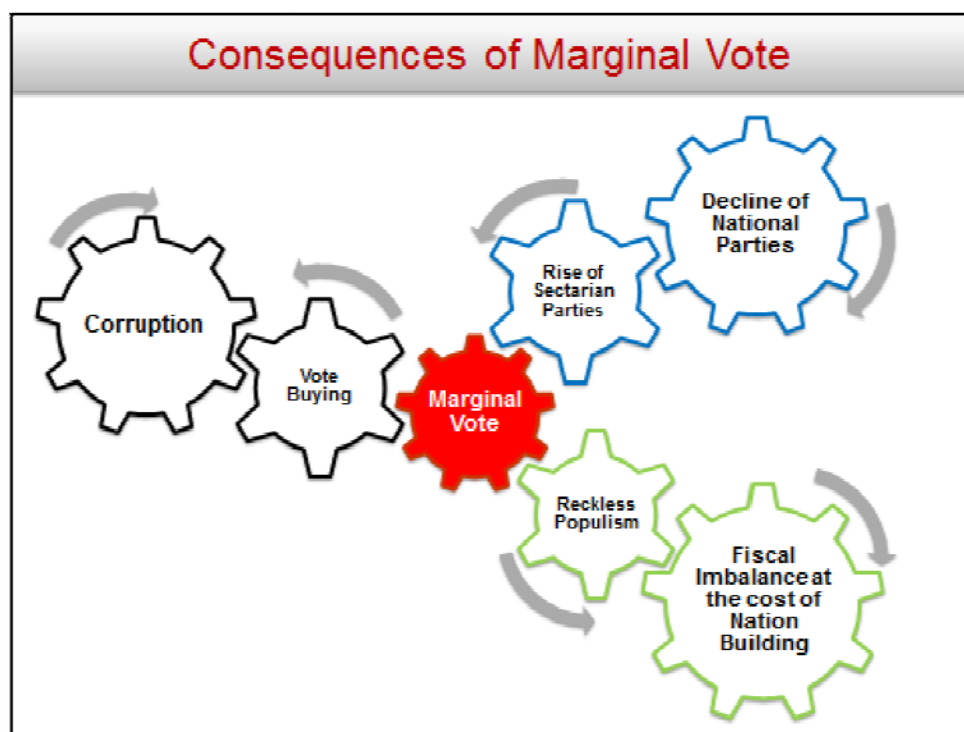 Consequences of Marginal Vote
Corruption
Vote
Buying
Marginal
Vote
Rise of
Sectarian
Parties
Decline of
National
Parties
Reckless
Populism
Fiscal
Imbalance at
the cost of
Nation
Building